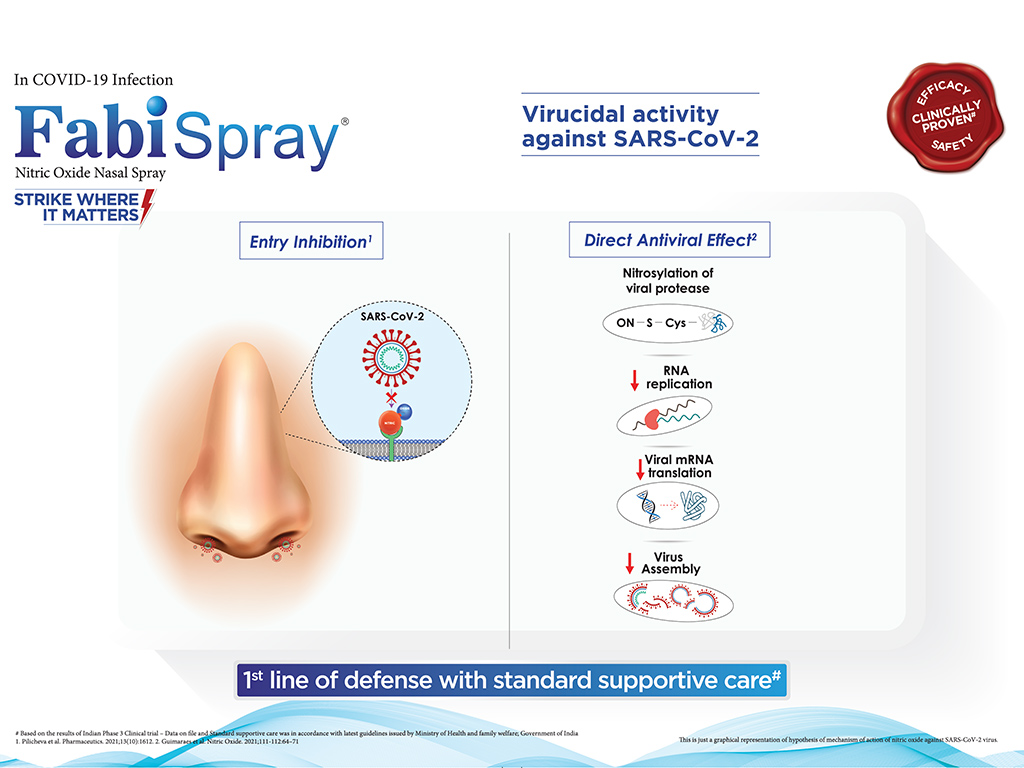 In COVID-19 Infection
FabiSpray®
Nitric Oxide Nasal Spray
STRIKE WHERE
IT MATTERS
Virucidal activity
against SARS-CoV-2
EFFICACY
CLINICALLY
PROVEN#
SAFETY
Entry Inhibition1
SARS-CoV-2
Direct Antiviral Effect2
Nitrosylation of
viral protease
ON – S – Cys –
RNA
replication
Viral mRNA
translation
Virus
Assembly
1st line of defense with standard supportive care#
# Based on the results of Indian Phase 3 Clinical trial – Data on file and Standard supportive care was in accordance with latest guidelines issued by Ministry of Health and family welfare; Government of India
1. Pilicheva et al. Pharmaceutics. 2021;13(10):1612. 2. Guimaraes et al. Nitric Oxide. 2021;111-112:64–71
This is just a graphical representation of hypothesis of mechanism of action of nitric oxide against SARS-CoV-2 virus.